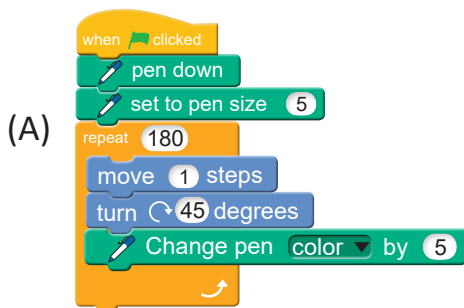 when clicked
pen down
set to pen size 5
(A)
repeat 180
move 1 steps
turn 45 degrees
Change pen color by 5